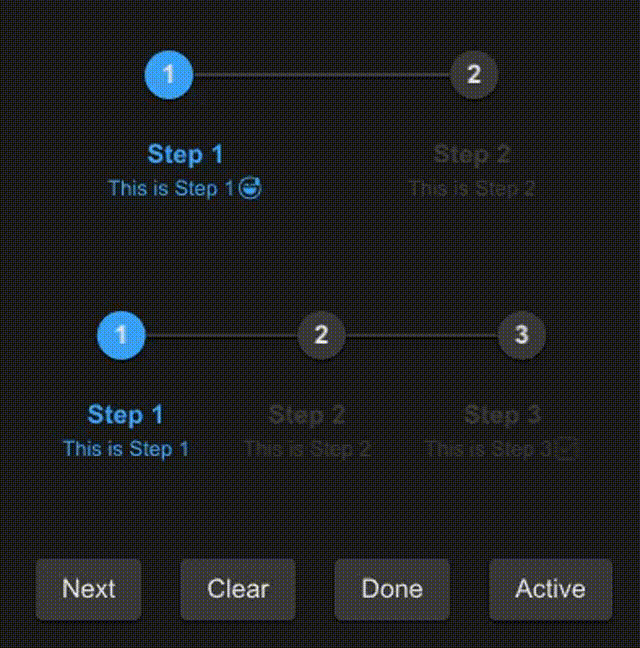 1 2
Step 1 Step 2
This is Step 1😅 This is Step 2
1 2 3
Step 1 Step 2 Step 3
This is Step 1 This is Step 2 This is Step 3
Next Clear Done Active